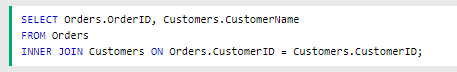 SELECT Orders.OrderID, Customers.CustomerName
FROM Orders
INNER JOIN Customers ON Orders.CustomerID = Customers.CustomerID;